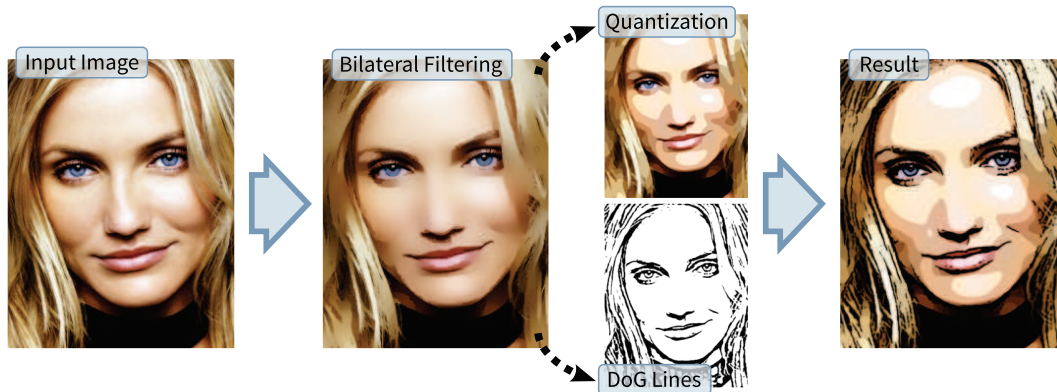 Input Image
Bilateral Filtering
Quantization
DoG Lines
Result